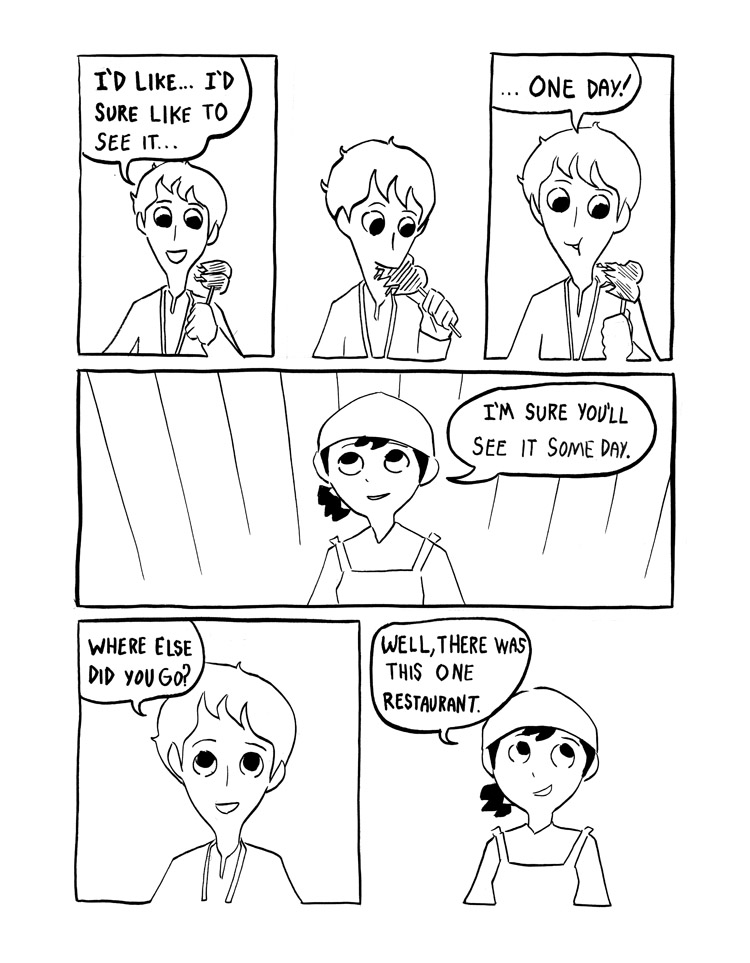 I'D LIKE... I'D
SURE LIKE TO
SEE IT...
... ONE DAY!
I'M SURE YOU'LL
SEE IT SOME DAY.
WHERE ELSE
DID YOU GO?
WELL, THERE WAS
THIS ONE
RESTAURANT.